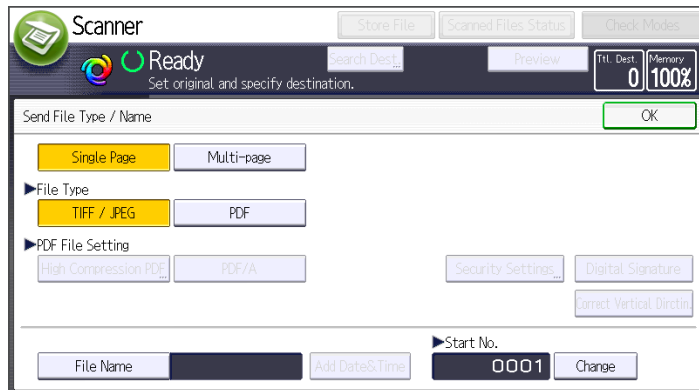 Scanner
Store File Scanned Files Status Check Modes
Ready
Search Dest. Preview Ttl. Dest. Memory
Set original and specify destination. 0 100%
Send File Type / Name OK
Single Page Multi-page
►File Type
TIFF / JPEG PDF
►PDF File Setting
High Compression PDF PDF/A Security Settings Digital Signature
Correct Vertical Dirctin.
►Start No.
File Name Add Date&Time 0001 Change